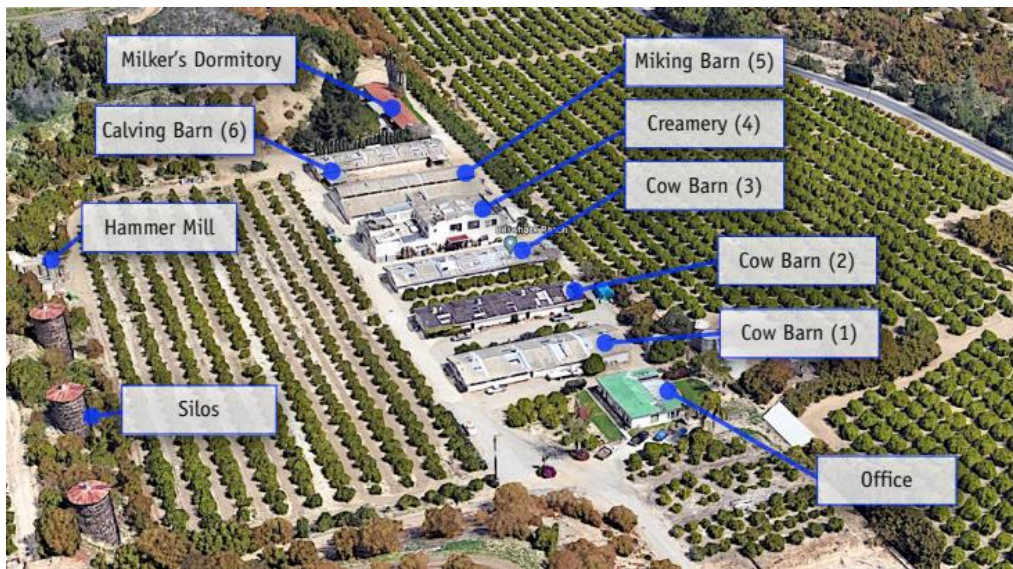 Milker's Dormitory
Miking Barn (5)
Calving Barn (6)
Creamery (4)
Cow Barn (3)
Hammer Mill
Cow Barn (2)
Cow Barn (1)
Silos
Office